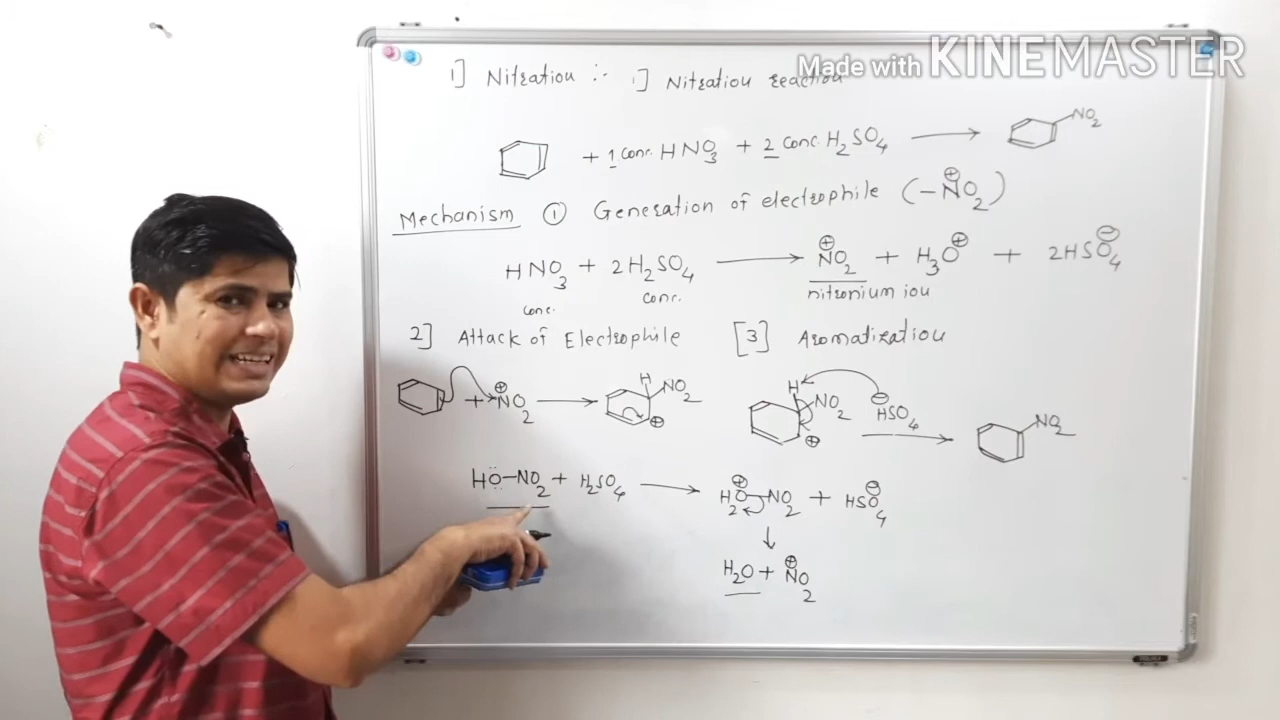 Made with KINEMASTER
1] Nitration :- 1] Nitration reaction
+ 1 conc. HNO3 + 2 conc. H2SO4 ⟶ NO2
Mechanism ① Generation of electrophile (–N⊕O2)
HNO3 + 2H2SO4 ⟶ N⊕O2 + H3O⊕ + 2HSO4⊖
conc. conc. nitronium ion
2] Attack of Electrophile [3] Aromatization
+ N⊕O2 ⟶ H NO2 ⊕ H NO2 ⊕ ⊖HSO4 ⟶ NO2
HO–NO2 + H2SO4 ⟶ H2O⊕–NO2 + HSO4⊖
↓
H2O + N⊕O2